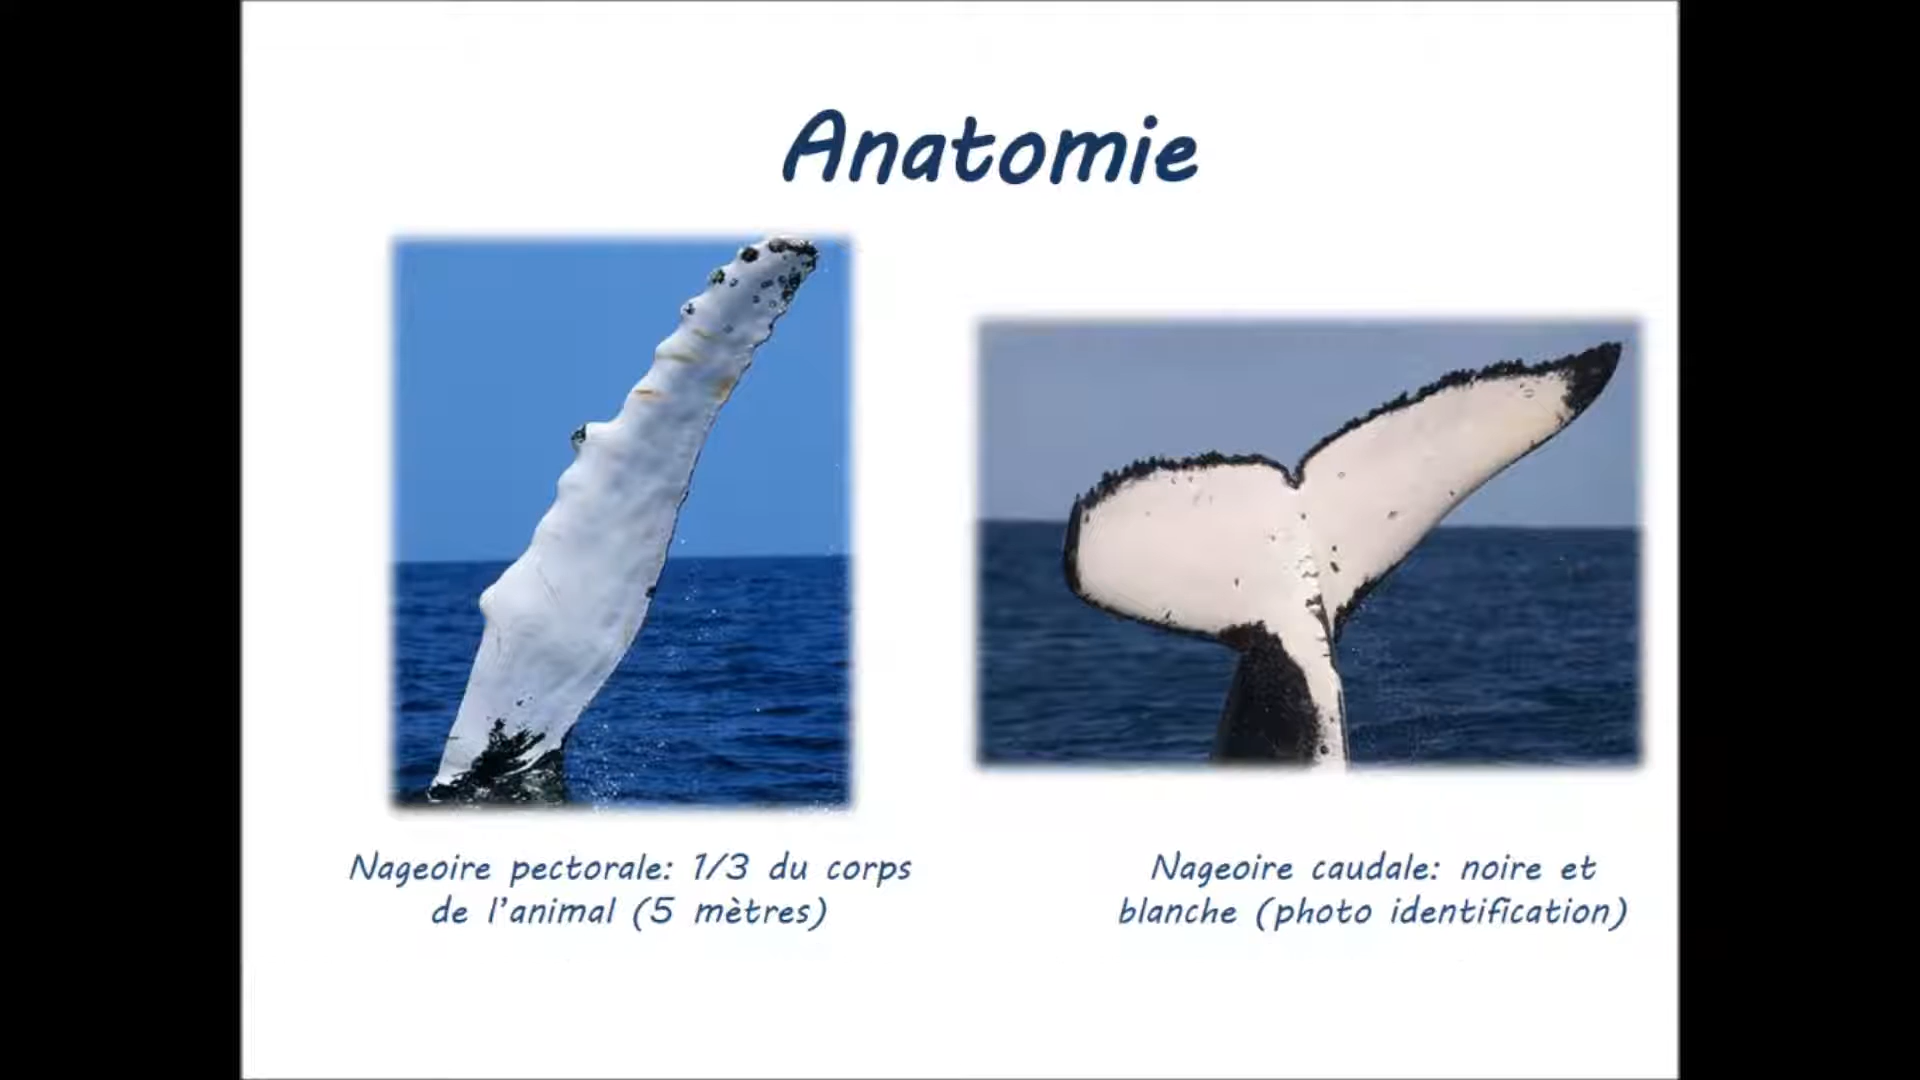 Anatomie
Nageoire pectorale: 1/3 du corps
de l'animal (5 mètres)
Nageoire caudale: noire et
blanche (photo identification)